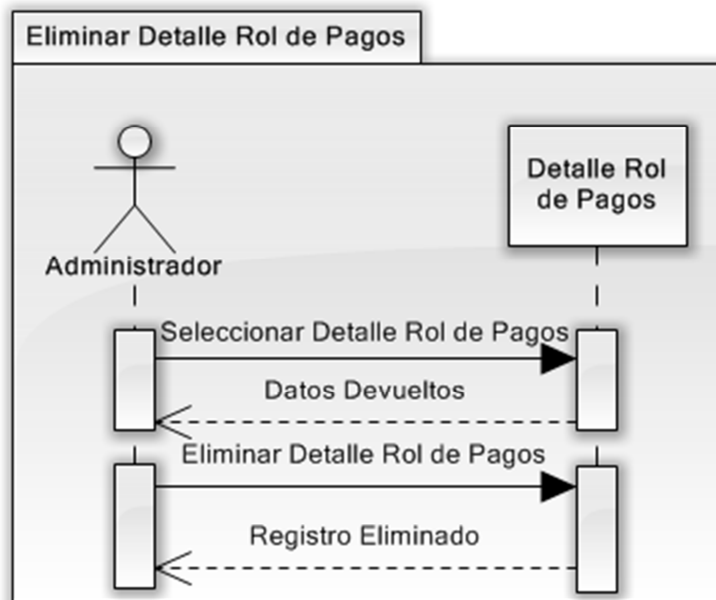 Eliminar Detalle Rol de Pagos
Detalle Rol
de Pagos
Administrador
Seleccionar Detalle Rol de Pagos
Datos Devueltos
Eliminar Detalle Rol de Pagos
Registro Eliminado